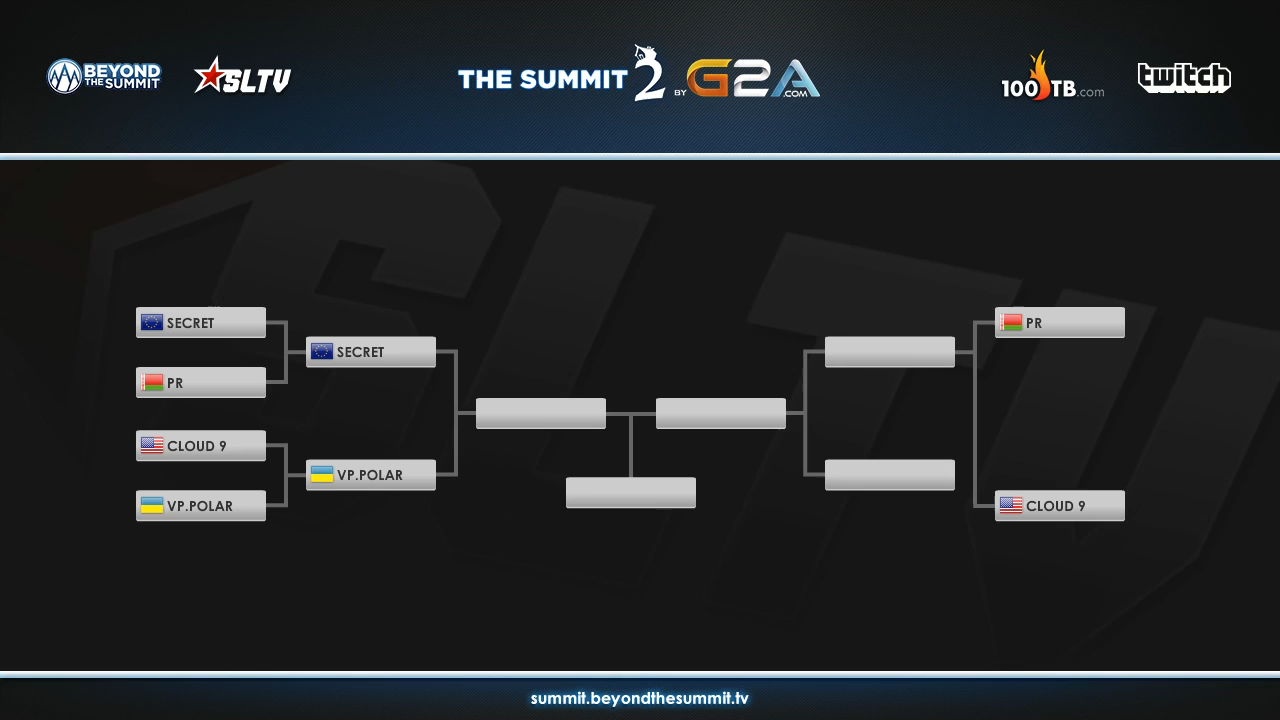 BEYOND THE SUMMIT
SLTV
THE SUMMIT 2 BY G2A .COM
100TB.com
twitch
SECRET
PR
CLOUD 9
VP.POLAR
SECRET
VP.POLAR
PR
CLOUD 9
summit.beyondthesummit.tv